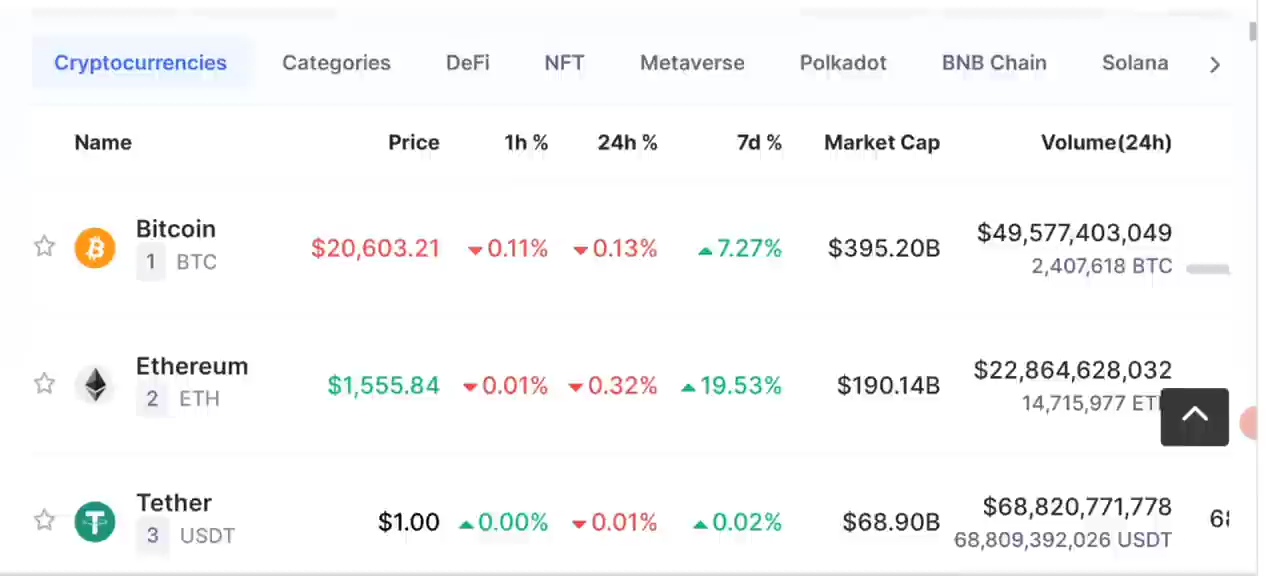 Cryptocurrencies Categories DeFi NFT Metaverse Polkadot BNB Chain Solana
Name Price 1h % 24h % 7d % Market Cap Volume(24h)
Bitcoin
1 BTC
$20,603.21 0.11% 0.13% 7.27% $395.20B
$49,577,403,049
2,407,618 BTC
Ethereum
2 ETH
$1,555.84 0.01% 0.32% 19.53% $190.14B
$22,864,628,032
14,715,977
Tether
3 USDT
$1.00 0.00% 0.01% 0.02% $68.90B
$68,820,771,778
68,809,392,026 USDT